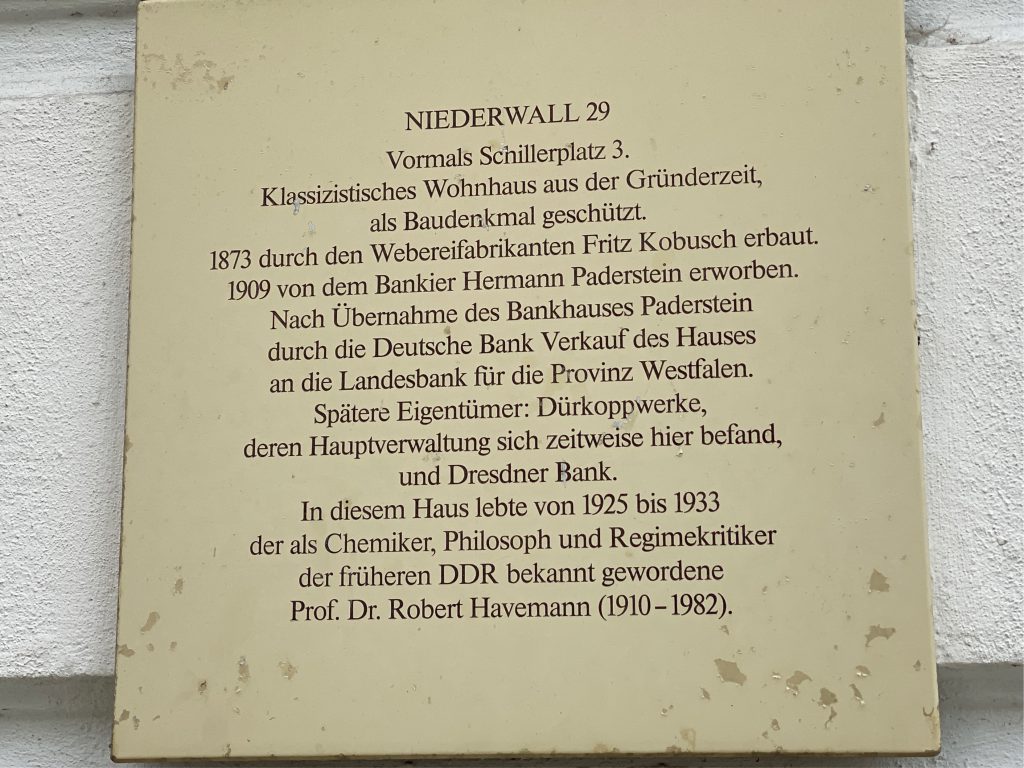 NIEDERWALL 29
Vormals Schillerplatz 3.
Klassizistisches Wohnhaus aus der Gründerzeit,
als Baudenkmal geschützt.
1873 durch den Webereifabrikanten Fritz Kobusch erbaut.
1909 von dem Bankier Hermann Paderstein erworben.
Nach Übernahme des Bankhauses Paderstein
durch die Deutsche Bank Verkauf des Hauses
an die Landesbank für die Provinz Westfalen.
Spätere Eigentümer: Dürkoppwerke,
deren Hauptverwaltung sich zeitweise hier befand,
und Dresdner Bank.
In diesem Haus lebte von 1925 bis 1933
der als Chemiker, Philosoph und Regimekritiker
der früheren DDR bekannt gewordene
Prof. Dr. Robert Havemann (1910–1982).